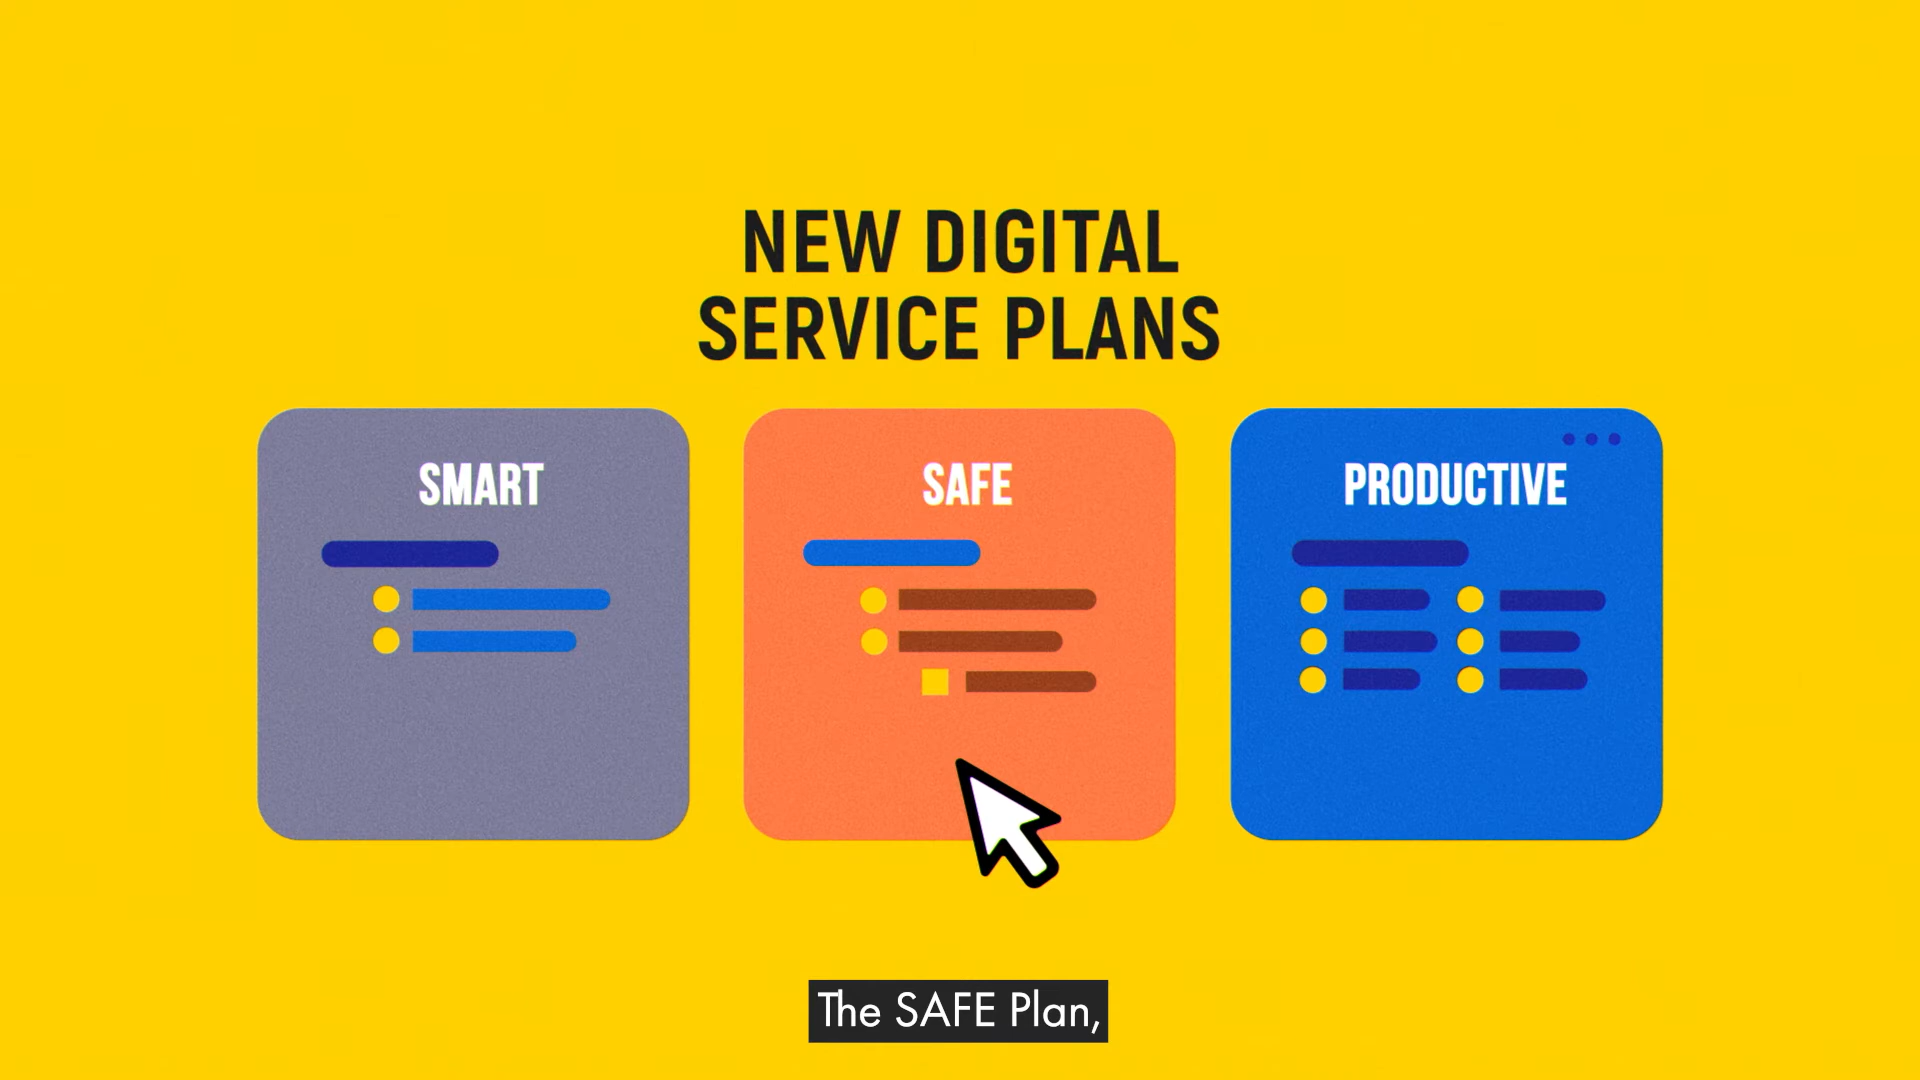 NEW DIGITAL
SERVICE PLANS
SMART
SAFE
PRODUCTIVE
The SAFE Plan,